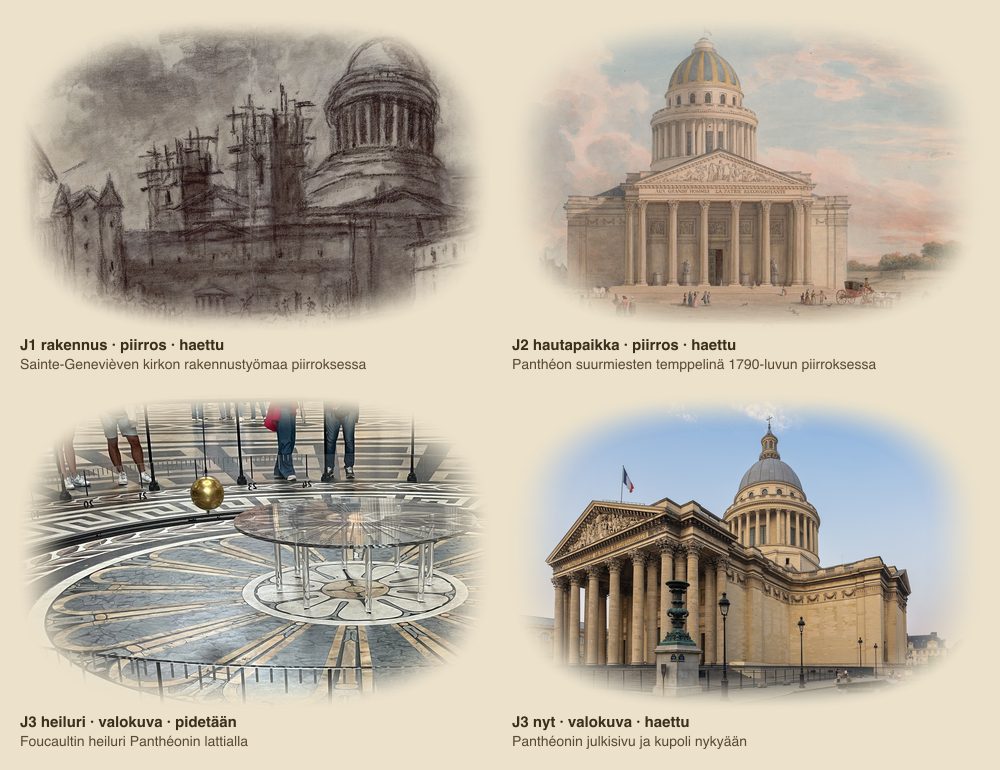 J1 rakennus · piirros · haettu
Sainte-Genevièven kirkon rakennustyömaa piirroksessa
J2 hautapaikka · piirros · haettu
Panthéon suurmiesten temppelinä 1790-luvun piirroksessa
J3 heiluri · valokuva · pidetään
Foucaultin heiluri Panthéonin lattialla
J3 nyt · valokuva · haettu
Panthéonin julkisivu ja kupoli nykyään